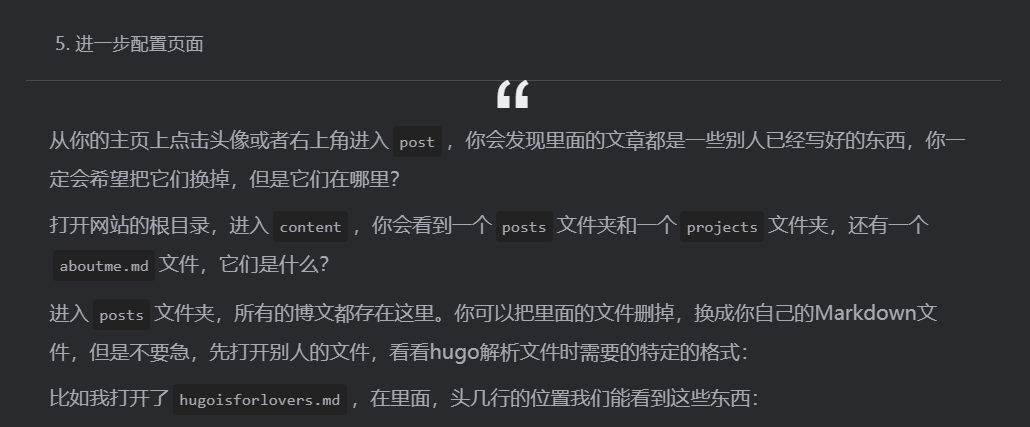 5. 进一步配置页面
“
从你的主页上点击头像或者右上角进入 post ，你会发现里面的文章都是一些别人已经写好的东西，你一
定会希望把它们换掉，但是它们在哪里？
打开网站的根目录，进入 content ，你会看到一个 posts 文件夹和一个 projects 文件夹，还有一个
aboutme.md 文件，它们是什么？
进入 posts 文件夹，所有的博文都存在这里。你可以把里面的文件删掉，换成你自己的Markdown文
件，但是不要急，先打开别人的文件，看看hugo解析文件时需要的特定的格式：
比如我打开了 hugoisforlovers.md ，在里面，头几行的位置我们能看到这些东西：